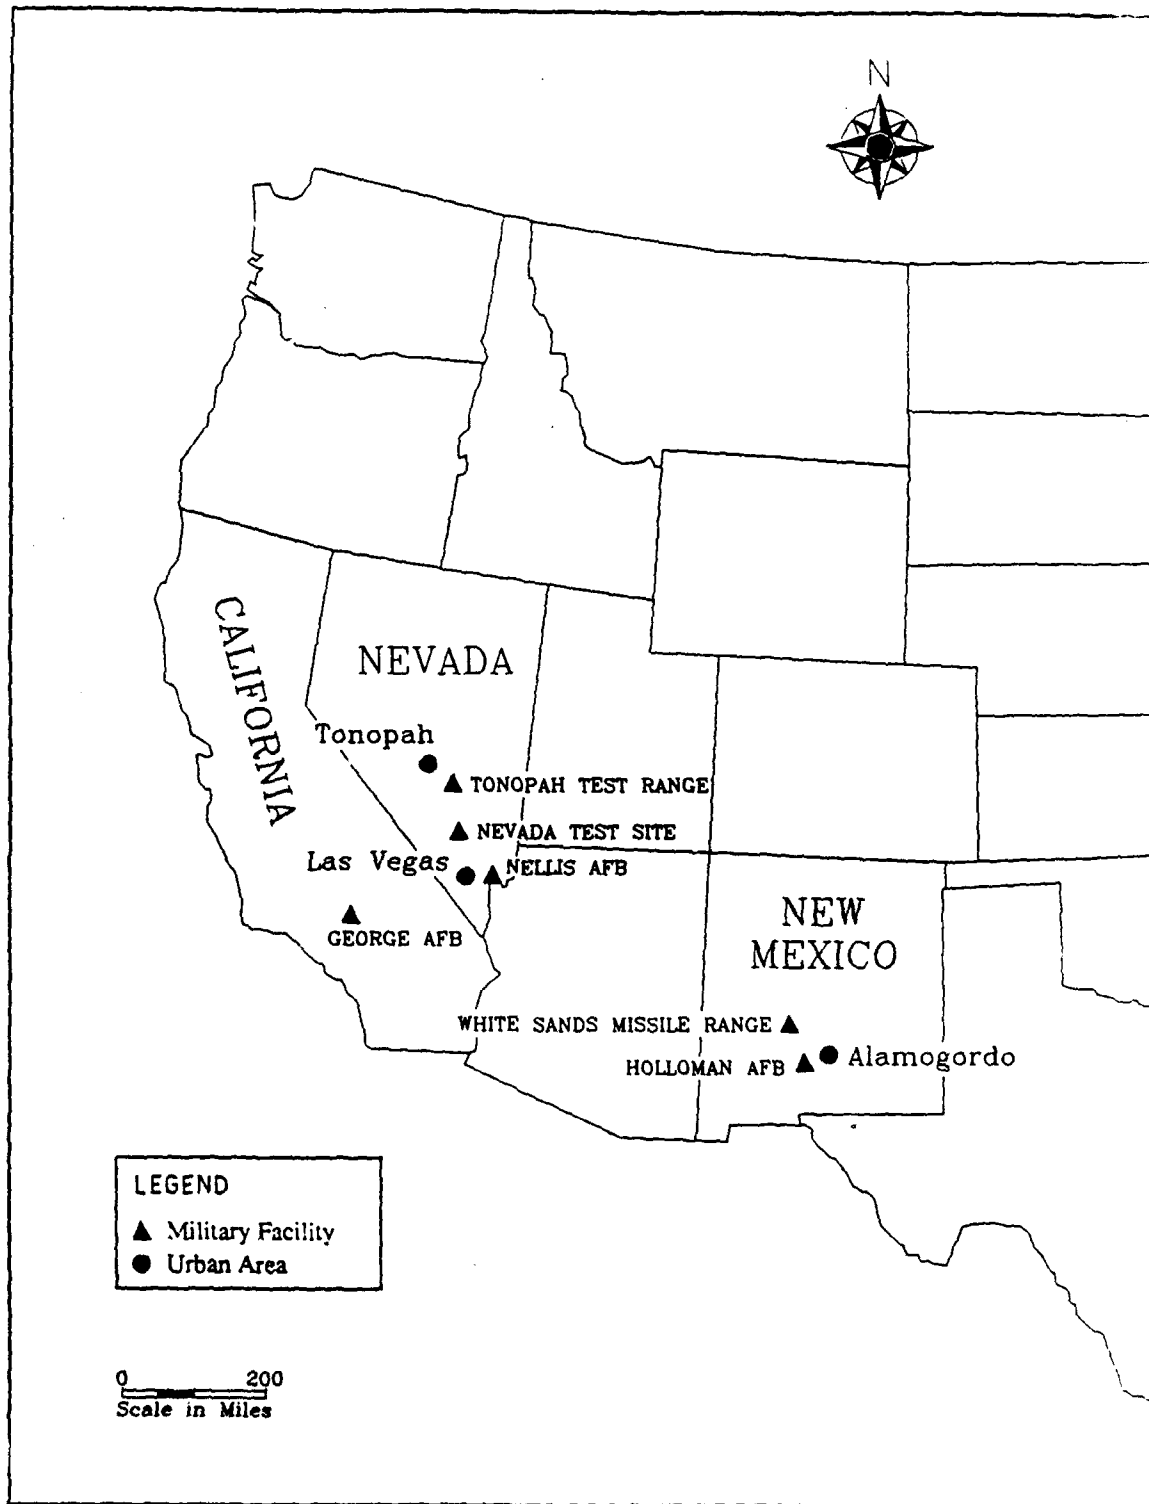 N
CALIFORNIA
NEVADA
Tonopah
TONOPAH TEST RANGE
NEVADA TEST SITE
Las Vegas
NELLIS AFB
GEORGE AFB
NEW
MEXICO
WHITE SANDS MISSILE RANGE
HOLLOMAN AFB
Alamogordo
LEGEND
Military Facility
Urban Area
0 200
Scale in Miles